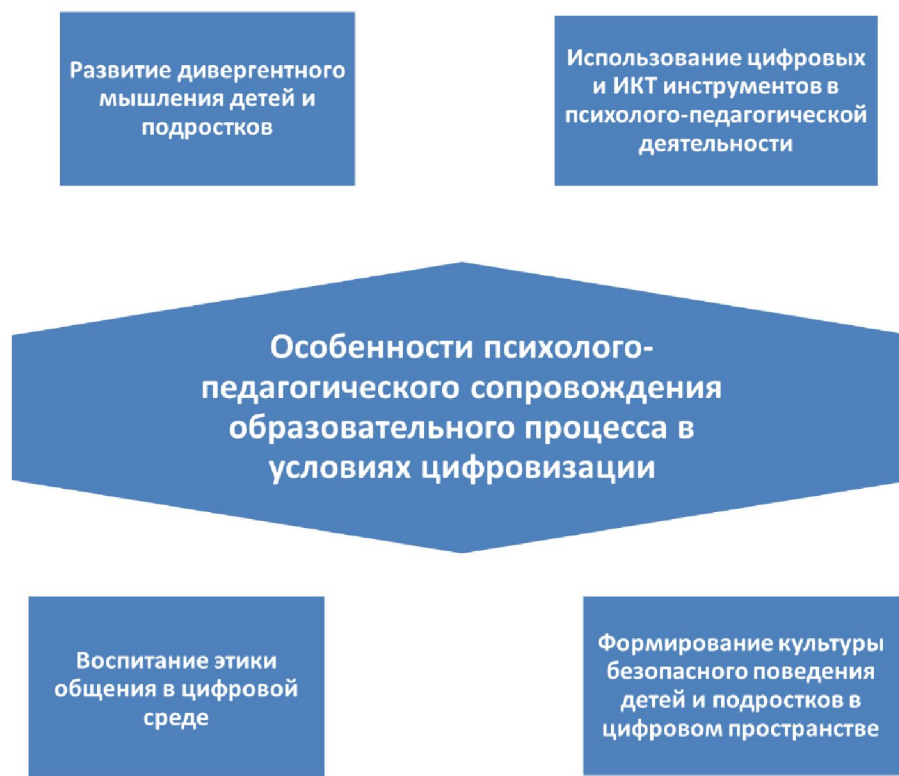 Развитие дивергентного
мышления детей и
подростков
Использование цифровых
и ИКТ инструментов в
психолого-педагогической
деятельности
Особенности психолого-
педагогического сопровождения
образовательного процесса в
условиях цифровизации
Воспитание этики
общения в цифровой
среде
Формирование культуры
безопасного поведения
детей и подростков в
цифровом пространстве